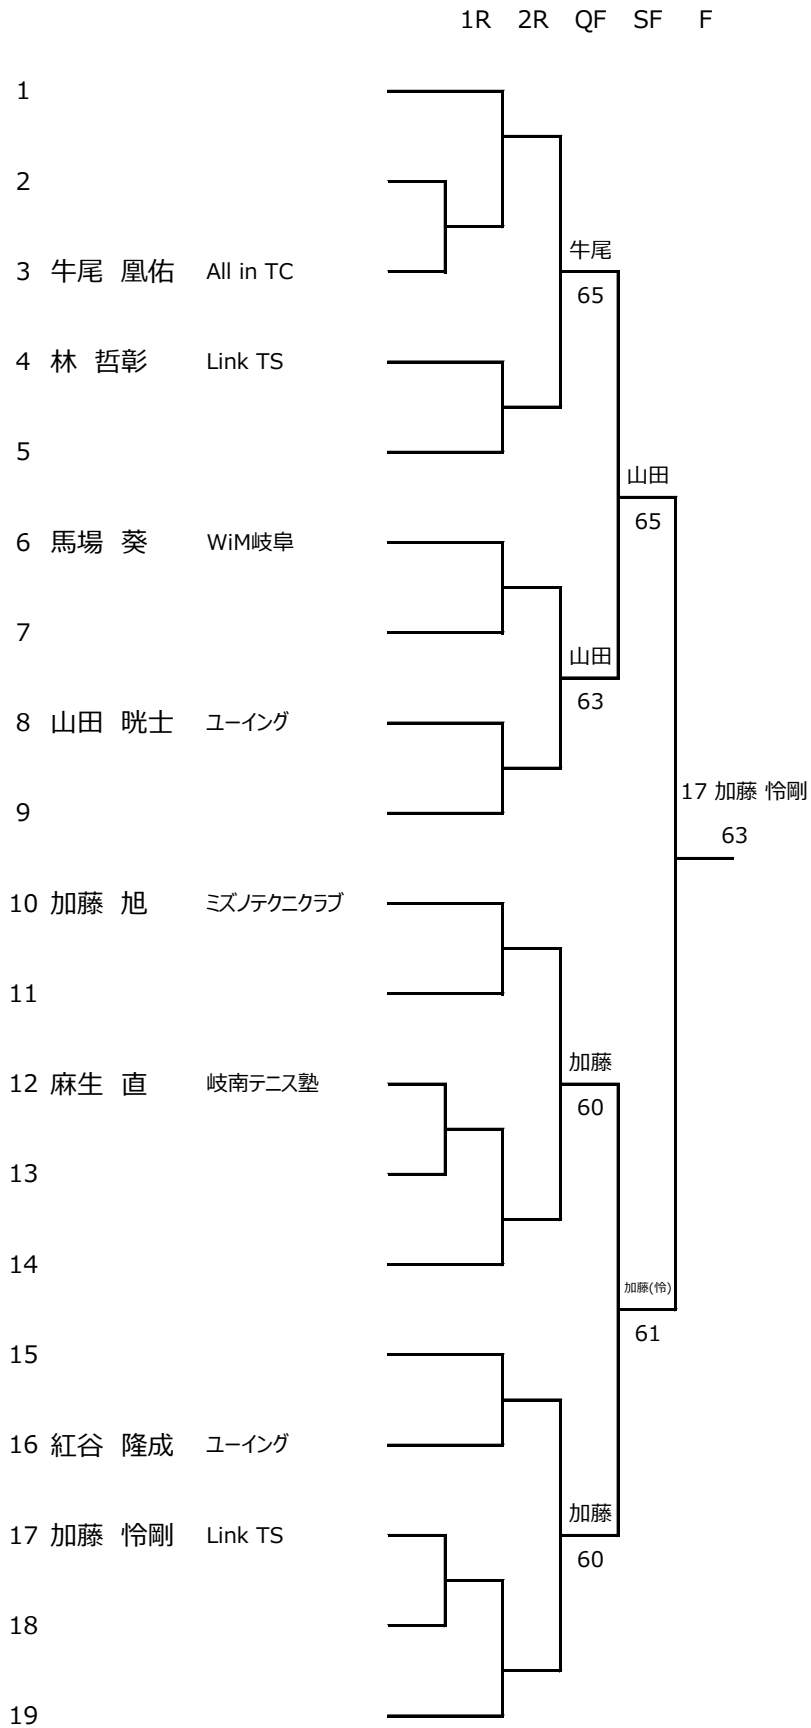 1R 2R QF SF F
1
2
牛尾
3 牛尾 凰佑 All in TC
65
4 林 哲彰 Link TS
5
山田
65
6 馬場 葵 WiM岐阜
7
山田
63
8 山田 晄士 ユーイング
17 加藤 怜剛
9
63
10 加藤 旭 ミズノテクニクラブ
11
加藤
12 麻生 直 岐南テニス塾
60
13
14
加藤(怜)
61
15
16 紅谷 隆成 ユーイング
加藤
17 加藤 怜剛 Link TS
60
18
19